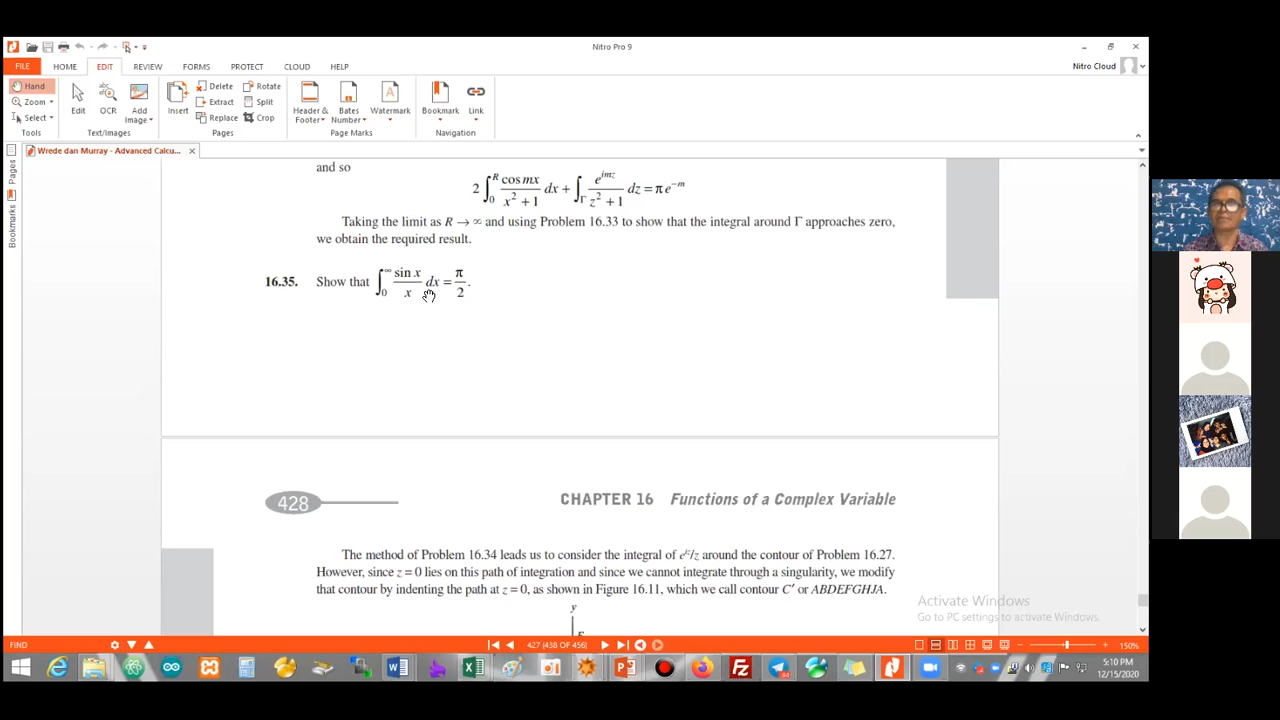 Nitro Pro 9
FILE HOME EDIT REVIEW FORMS PROTECT CLOUD HELP
Nitro Cloud
Hand
Zoom
Select
Tools
Edit
OCR
Add Image
Text/Images
Insert
Delete
Extract
Replace
Rotate
Split
Crop
Pages
Header & Footer
Bates Number
Watermark
Page Marks
Bookmark
Link
Navigation
Wrede dan Murray - Advanced Calcu...
Pages
Bookmarks
and so
2 ∫₀ᴿ cos mx / x² + 1 dx + ∫_Γ e^{imz} / z² + 1 dz = π e^{−m}
Taking the limit as R → ∞ and using Problem 16.33 to show that the integral around Γ approaches zero,
we obtain the required result.
16.35. Show that ∫₀^∞ sin x / x dx = π / 2.
428
CHAPTER 16 Functions of a Complex Variable
The method of Problem 16.34 leads us to consider the integral of e^{iz}/z around the contour of Problem 16.27.
However, since z = 0 lies on this path of integration and since we cannot integrate through a singularity, we modify
that contour by indenting the path at z = 0, as shown in Figure 16.11, which we call contour C′ or ABDEFGHJA.
y
Activate Windows
Go to PC settings to activate Windows.
FIND
427 (438 OF 456)
150%
5:10 PM
12/15/2020